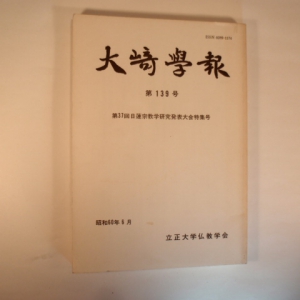 大崎學報
第139号
第37回日蓮宗教学研究発表大会特集号
昭和60年6月
立正大学仏教学会